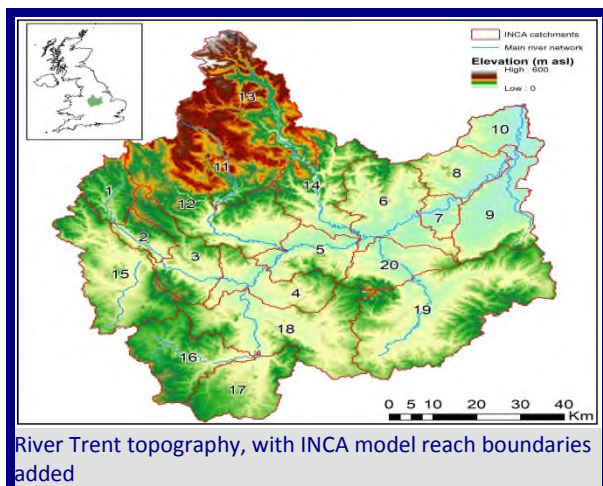 INCA catchments
Main river network
Elevation (m asl)
High : 600
Low : 0
13
10
11
8
14
1
12
6
7
9
2
5
3
20
15
4
19
18
16
17
0 5 10 20 30 40
Km
River Trent topography, with INCA model reach boundaries
added